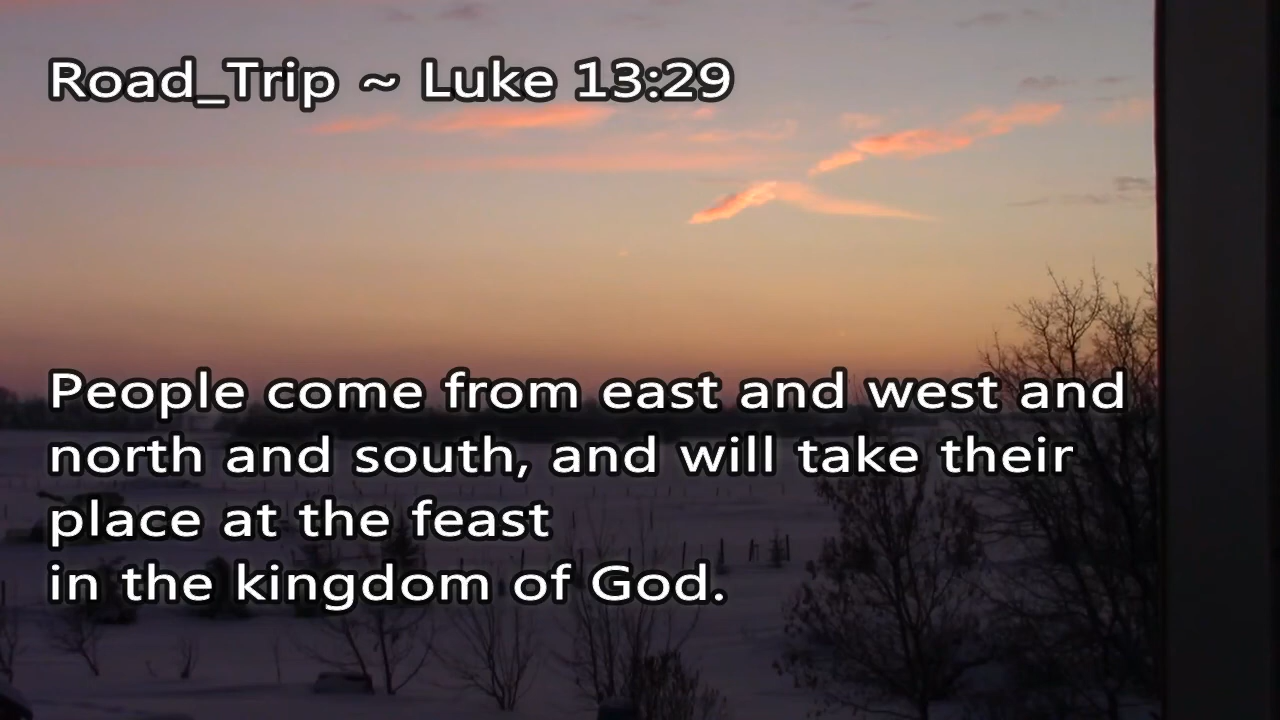 Road_Trip ~ Luke 13:29
People come from east and west and
north and south, and will take their
place at the feast
in the kingdom of God.